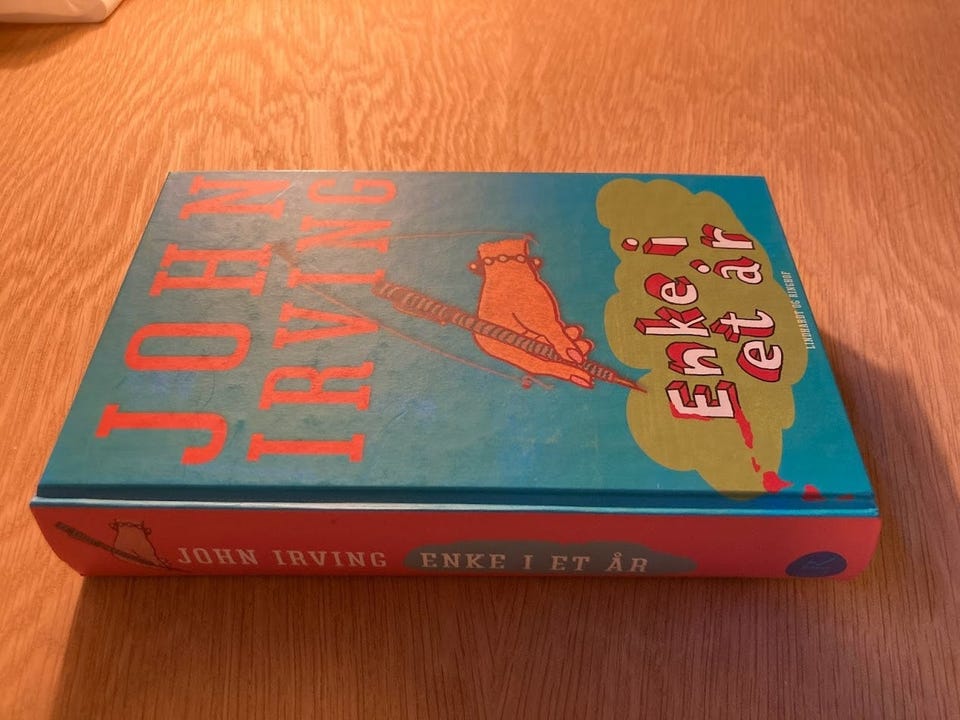 JOHN
IRVING
Enke i
et år
LINDHARDT OG RINGHOF
JOHN IRVING ENKE I ET ÅR